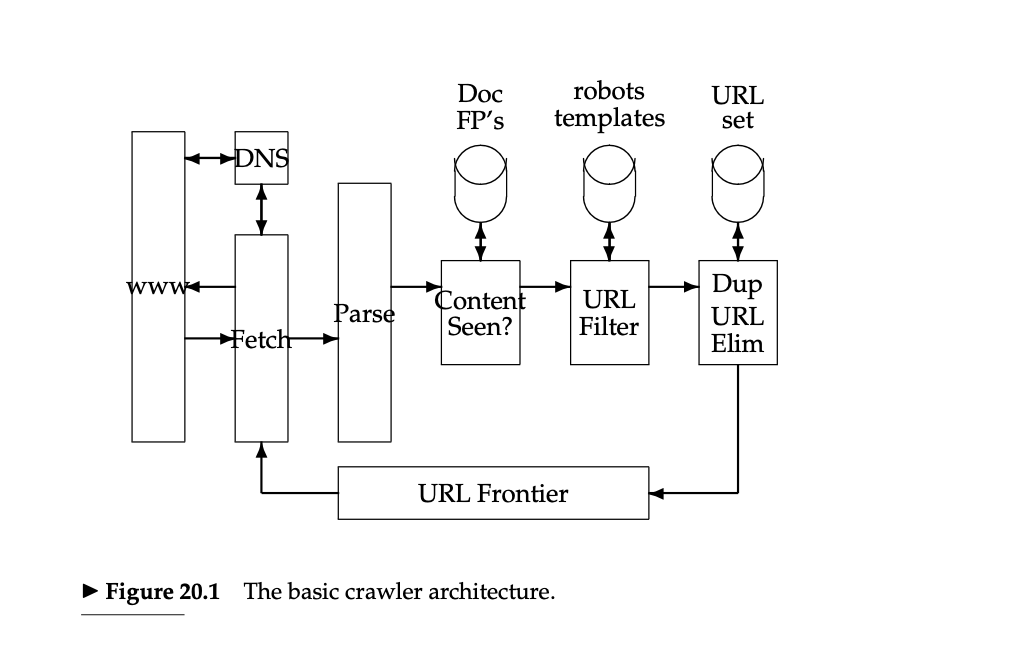 Doc
FP's
robots
templates
URL
set
DNS
www
Fetch
Parse
Content
Seen?
URL
Filter
Dup
URL
Elim
URL Frontier
► Figure 20.1 The basic crawler architecture.